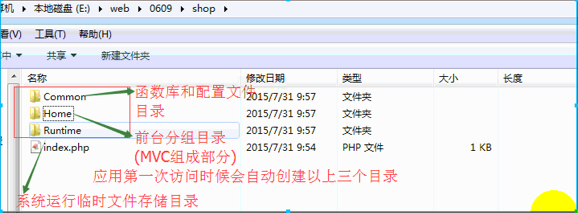 算机 ▸ 本地磁盘 (E:) ▸ web ▸ 0609 ▸ shop ▸
看(V) 工具(T) 帮助(H)
中 ▾ 共享 ▾ 新建文件夹
名称 修改日期 类型 大小 长度
Common 2015/7/31 9:57 文件夹
函数库和配置文件
目录
Home 2015/7/31 9:57 文件夹
Runtime 2015/7/31 9:57 文件夹
前台分组目录
index.php 2015/7/31 9:54 PHP 文件 1 KB
(MVC组成部分)
应用第一次访问时候会自动创建以上三个目录
系统运行临时文件存储目录